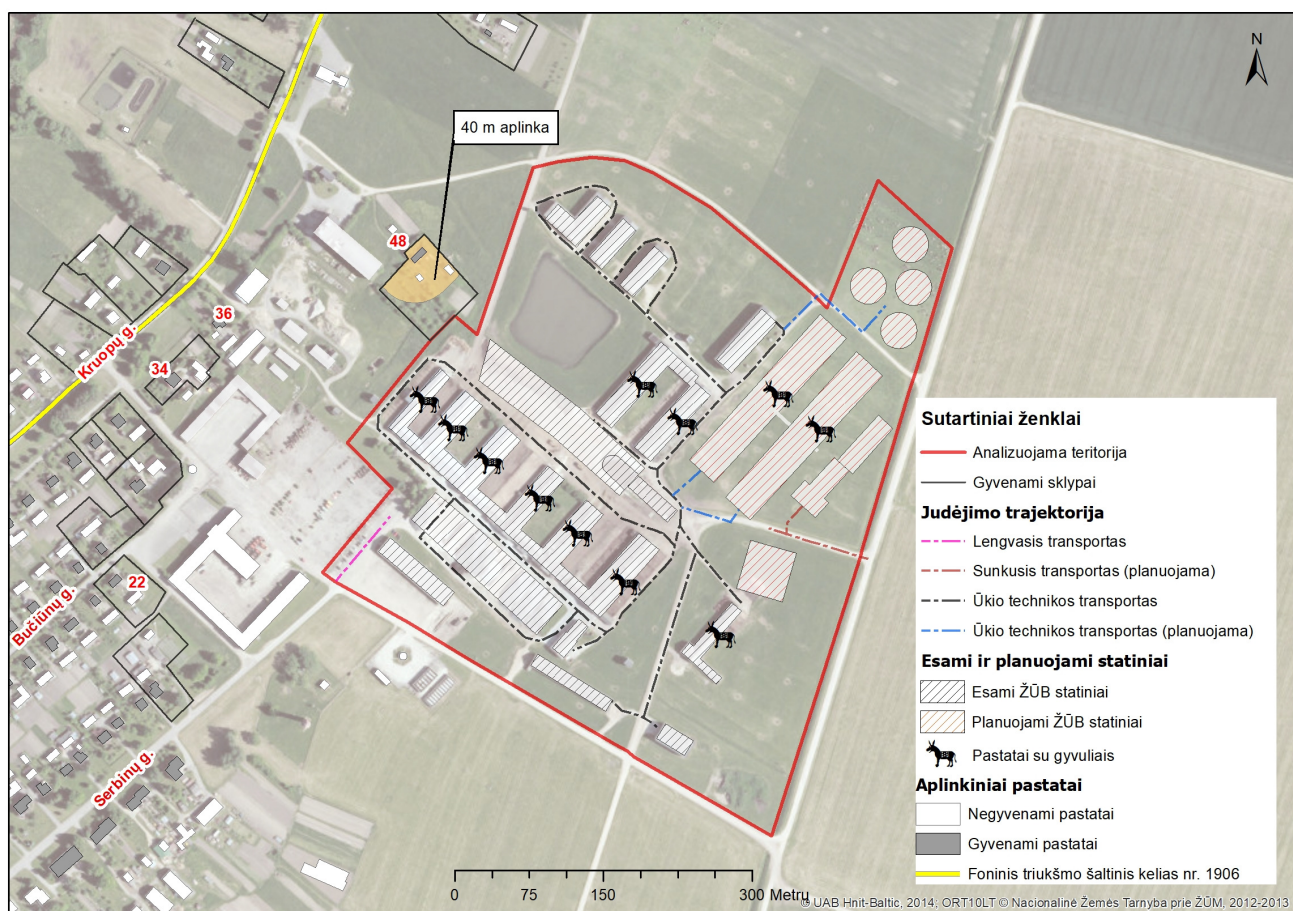 N
40 m aplinka
48
36
34
22
Kruopų g.
Bučiūnų g.
Serbinų g.
Sutartiniai ženklai
Analizuojama teritorija
Gyvenami sklypai
Judėjimo trajektorija
Lengvasis transportas
Sunkusis transportas (planuojama)
Ūkio technikos transportas
Ūkio technikos transportas (planuojama)
Esami ir planuojami statiniai
Esami ŽŪB statiniai
Planuojami ŽŪB statiniai
Pastatai su gyvuliais
Aplinkiniai pastatai
Negyvenami pastatai
Gyvenami pastatai
Foninis triukšmo šaltinis kelias nr. 1906
0 75 150 300 Metrų
© UAB Hnit-Baltic, 2014; ORT10LT © Nacionalinė Žemės Tarnyba prie ŽŪM, 2012-2013